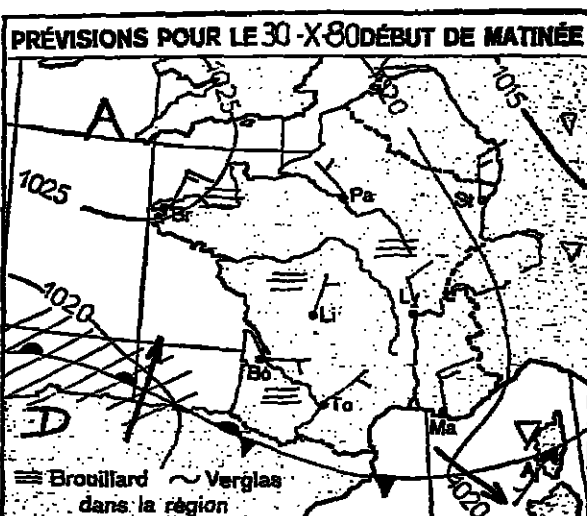 PRÉVISIONS POUR LE 30-X-80 DÉBUT DE MATINÉE
1025
1020
1015
A
1025
Br
Pa
St
1020
Li
Ly
Bo
To
Ma
D
A
1020
Brouillard Verglas
dans la région